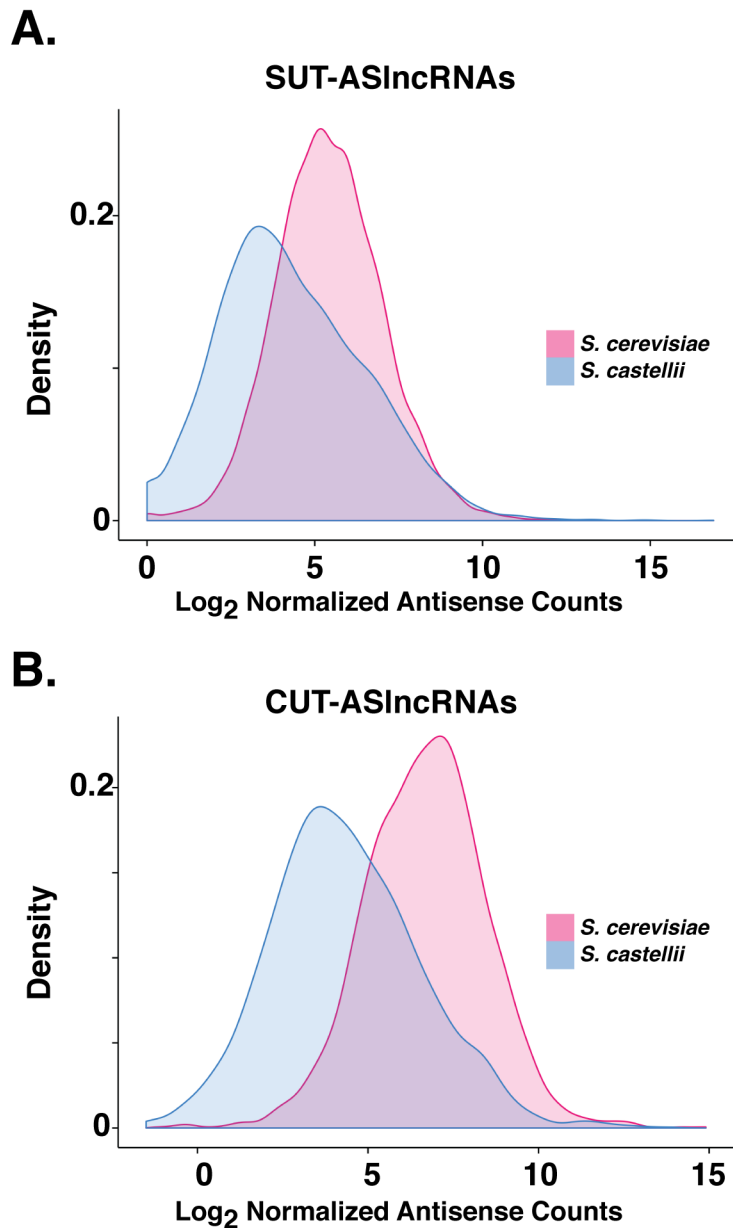 A.
SUT-ASlncRNAs
0.2
Density
S. cerevisiae
S. castellii
0
0 5 10 15
Log2 Normalized Antisense Counts
B.
CUT-ASlncRNAs
0.2
Density
S. cerevisiae
S. castellii
0
0 5 10 15
Log2 Normalized Antisense Counts